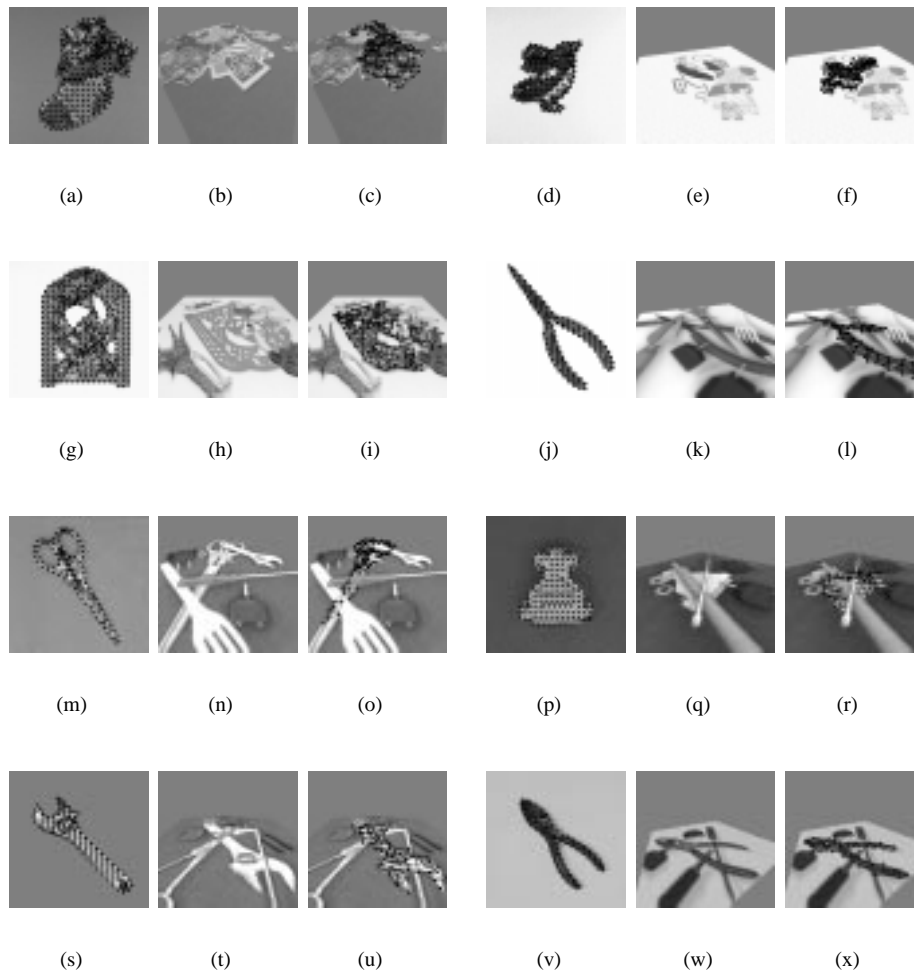 (a) (b) (c) (d) (e) (f)
(g) (h) (i) (j) (k) (l)
(m) (n) (o) (p) (q) (r)
(s) (t) (u) (v) (w) (x)